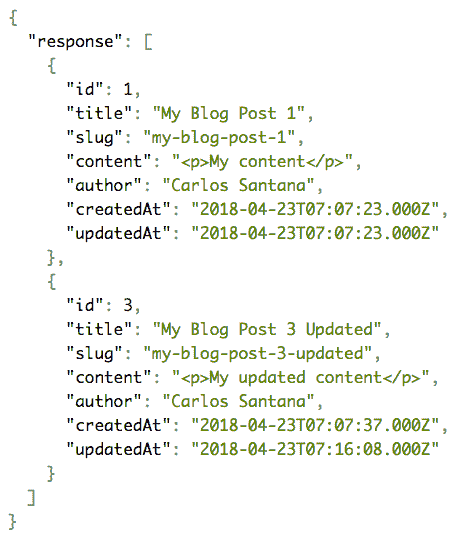 {
  "response": [
    {
      "id": 1,
      "title": "My Blog Post 1",
      "slug": "my-blog-post-1",
      "content": "<p>My content</p>",
      "author": "Carlos Santana",
      "createdAt": "2018-04-23T07:07:23.000Z",
      "updatedAt": "2018-04-23T07:07:23.000Z"
    },
    {
      "id": 3,
      "title": "My Blog Post 3 Updated",
      "slug": "my-blog-post-3-updated",
      "content": "<p>My updated content</p>",
      "author": "Carlos Santana",
      "createdAt": "2018-04-23T07:07:37.000Z",
      "updatedAt": "2018-04-23T07:16:08.000Z"
    }
  ]
}